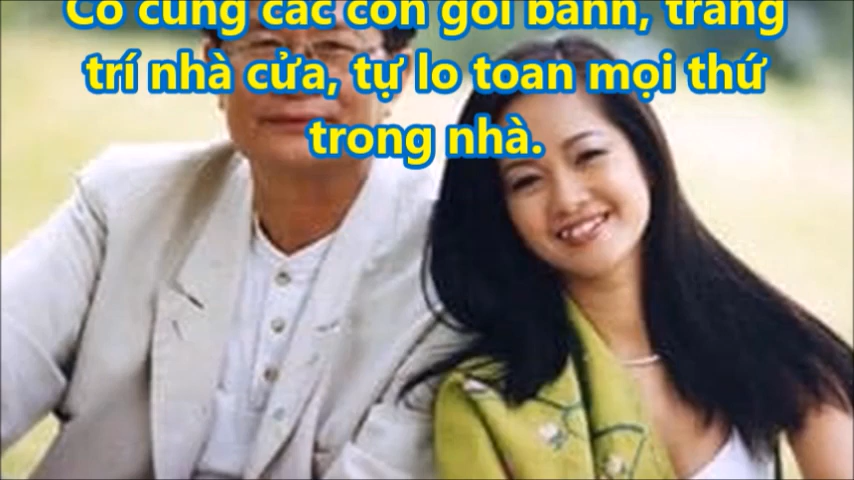 Cô cùng các con gói bánh, trang
trí nhà cửa, tự lo toan mọi thứ
trong nhà.